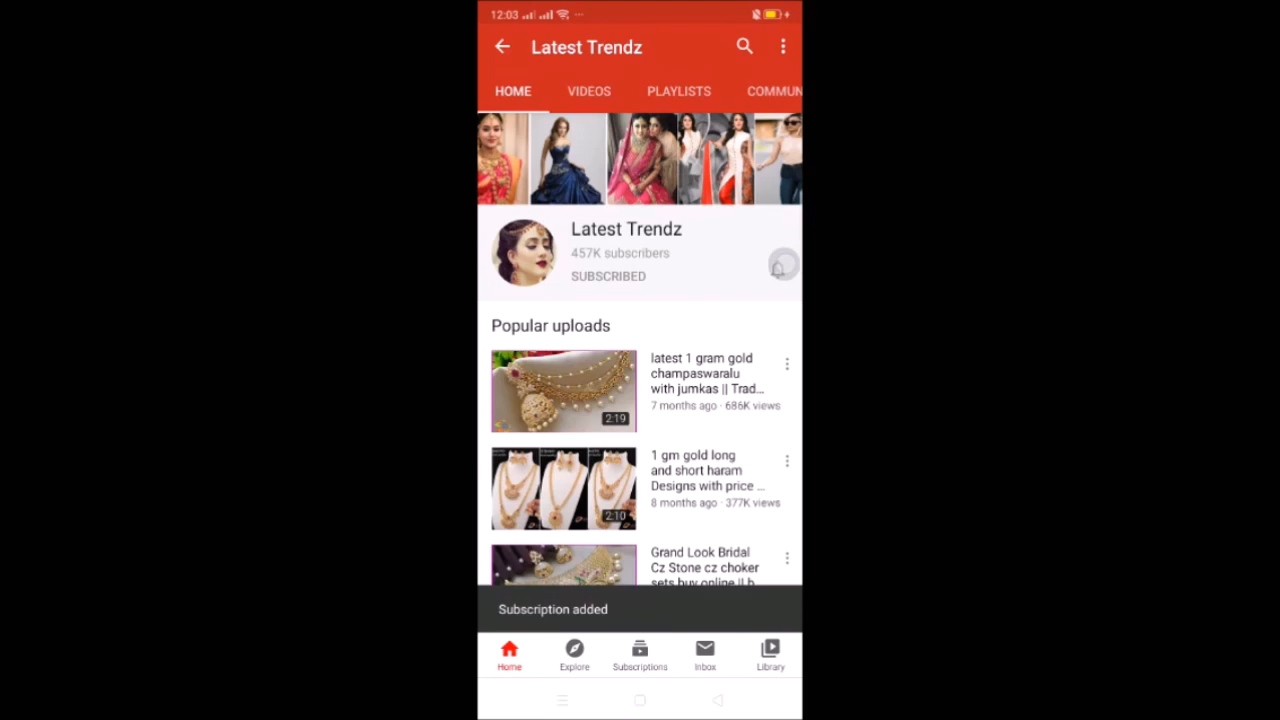 12:03
Latest Trendz
HOME VIDEOS PLAYLISTS COMMUN
Latest Trendz
457K subscribers
SUBSCRIBED
Popular uploads
latest 1 gram gold
champaswaralu
with jumkas || Trad...
7 months ago · 686K views
2:19
1 gm gold long
and short haram
Designs with price ...
8 months ago · 377K views
2:10
Grand Look Bridal
Cz Stone cz choker
sets buy online || b
Subscription added
Home Explore Subscriptions Inbox Library